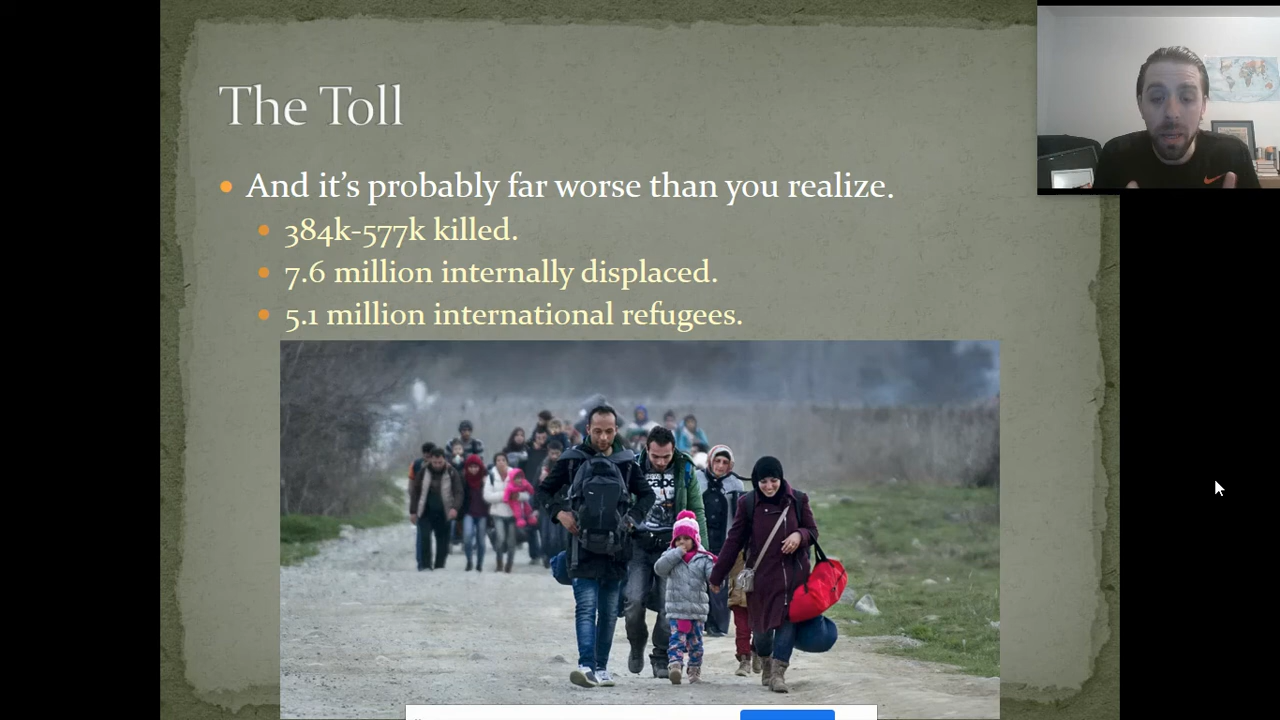 The Toll
And it's probably far worse than you realize.
384k-577k killed.
7.6 million internally displaced.
5.1 million international refugees.